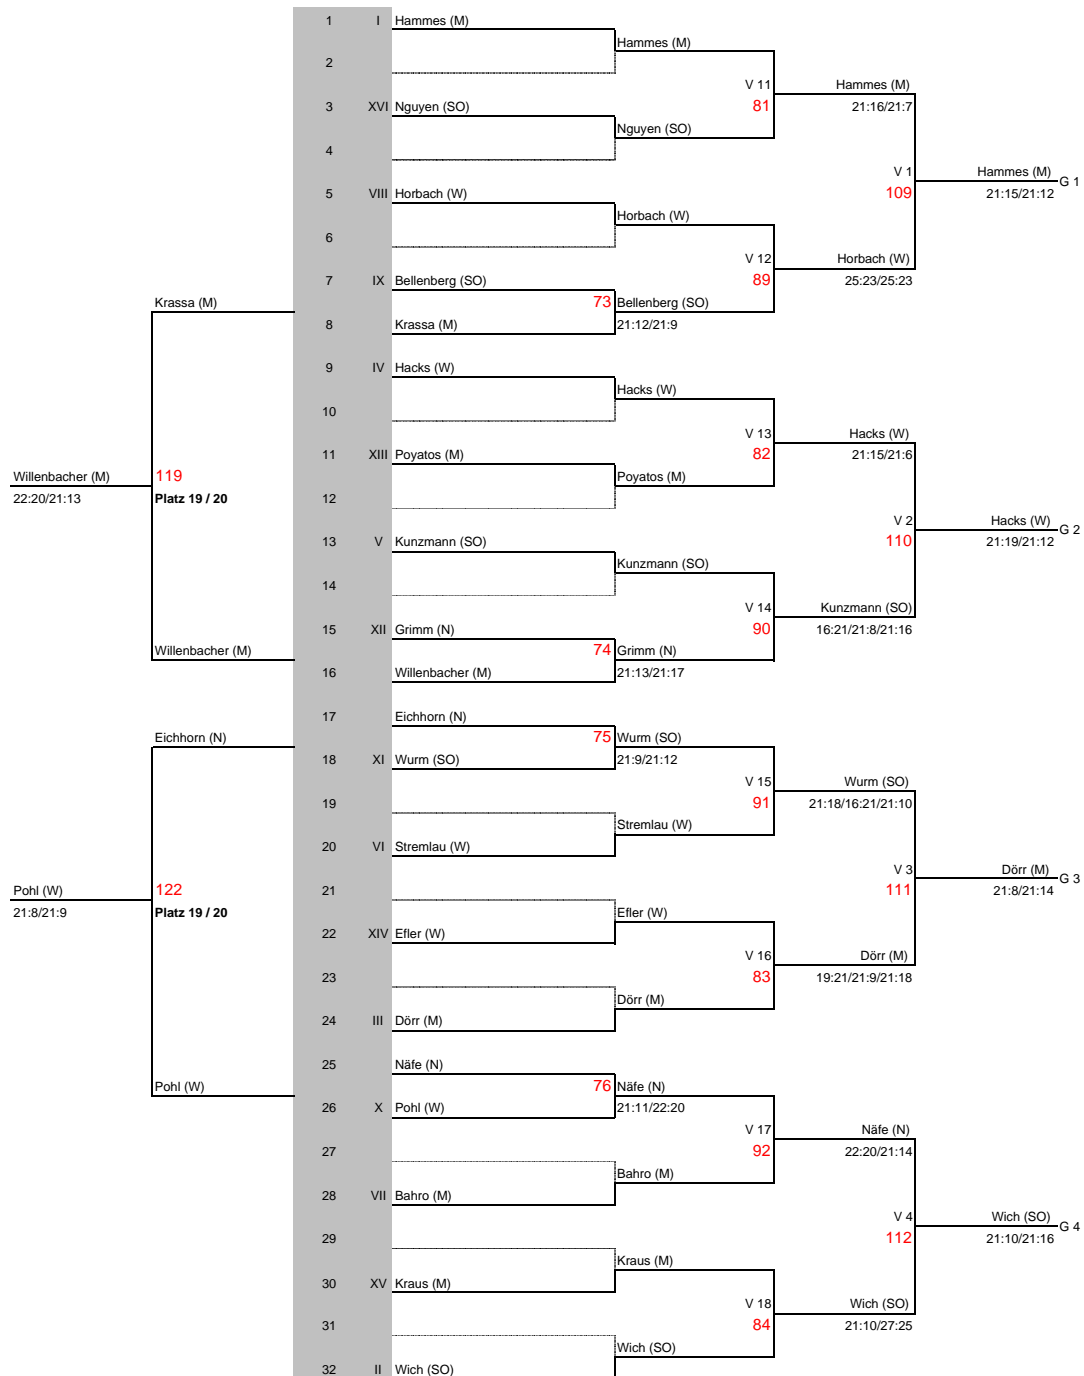 1 I Hammes (M)
Hammes (M)
2
V 11 Hammes (M)
3 XVI Nguyen (SO) 81 21:16/21:7
Nguyen (SO)
4
V 1 Hammes (M) G 1
5 VIII Horbach (W) 109 21:15/21:12
Horbach (W)
6
V 12 Horbach (W)
7 IX Bellenberg (SO) 89 25:23/25:23
Krassa (M) 73 Bellenberg (SO)
8 Krassa (M) 21:12/21:9
9 IV Hacks (W)
Hacks (W)
10
V 13 Hacks (W)
11 XIII Poyatos (M) 82 21:15/21:6
Willenbacher (M) 119 Poyatos (M)
22:20/21:13 Platz 19 / 20 12
V 2 Hacks (W) G 2
13 V Kunzmann (SO) 110 21:19/21:12
Kunzmann (SO)
14
V 14 Kunzmann (SO)
15 XII Grimm (N) 90 16:21/21:8/21:16
Willenbacher (M) 74 Grimm (N)
16 Willenbacher (M) 21:13/21:17
17 Eichhorn (N)
Eichhorn (N) 75 Wurm (SO)
18 XI Wurm (SO) 21:9/21:12
V 15 Wurm (SO)
19 91 21:18/16:21/21:10
Stremlau (W)
20 VI Stremlau (W)
V 3 Dörr (M) G 3
Pohl (W) 122 21 111 21:8/21:14
21:8/21:9 Platz 19 / 20 Efler (W)
22 XIV Efler (W)
V 16 Dörr (M)
23 83 19:21/21:9/21:18
Dörr (M)
24 III Dörr (M)
25 Näfe (N)
Pohl (W) 76 Näfe (N)
26 X Pohl (W) 21:11/22:20
V 17 Näfe (N)
27 92 22:20/21:14
Bahro (M)
28 VII Bahro (M)
V 4 Wich (SO) G 4
29 112 21:10/21:16
Kraus (M)
30 XV Kraus (M)
V 18 Wich (SO)
31 84 21:10/27:25
Wich (SO)
32 II Wich (SO)